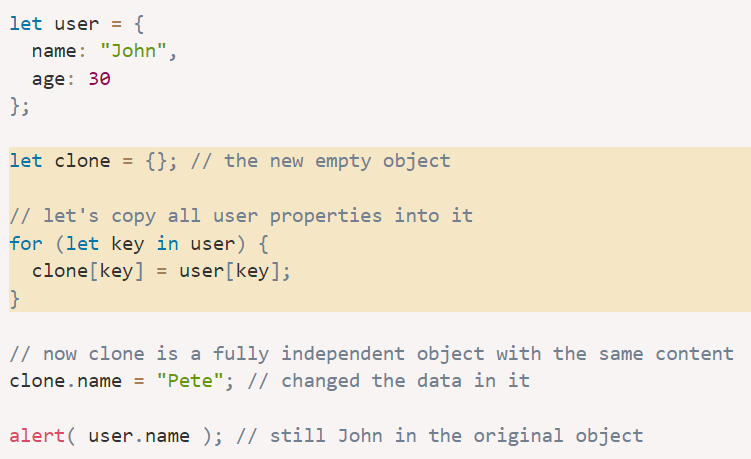 let user = {
  name: "John",
  age: 30
};

let clone = {}; // the new empty object

// let's copy all user properties into it
for (let key in user) {
  clone[key] = user[key];
}

// now clone is a fully independent object with the same content
clone.name = "Pete"; // changed the data in it

alert( user.name ); // still John in the original object